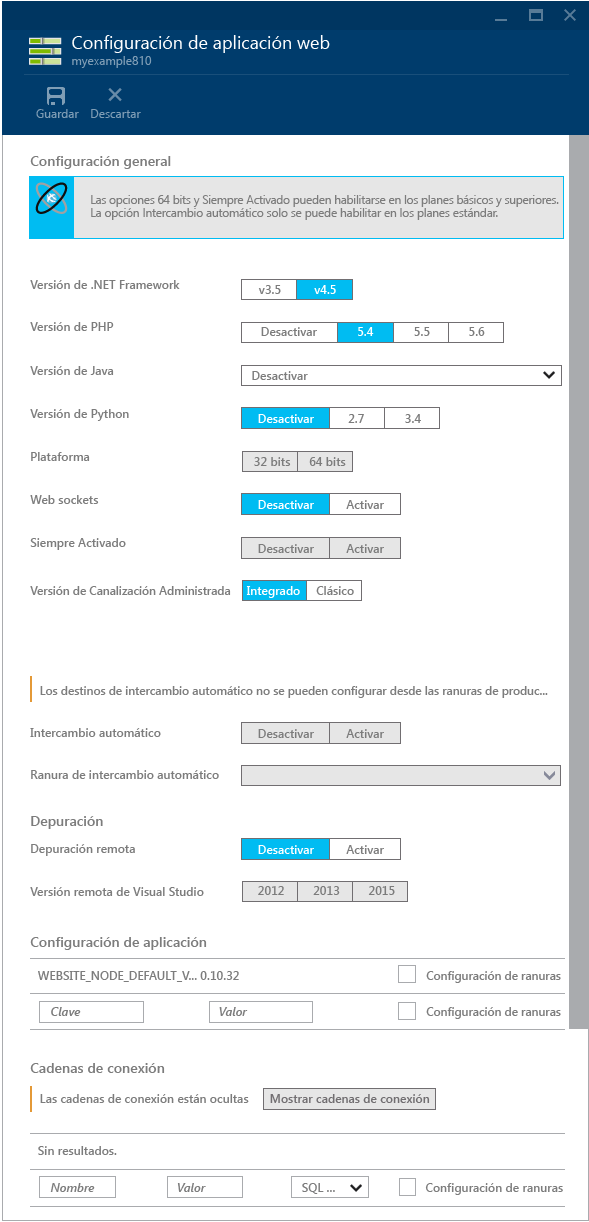 Configuración de aplicación web
myexample810
Guardar Descartar
Configuración general
Las opciones 64 bits y Siempre Activado pueden habilitarse en los planes básicos y superiores.
La opción Intercambio automático solo se puede habilitar en los planes estándar.
Versión de .NET Framework v3.5 v4.5
Versión de PHP Desactivar 5.4 5.5 5.6
Versión de Java Desactivar
Versión de Python Desactivar 2.7 3.4
Plataforma 32 bits 64 bits
Web sockets Desactivar Activar
Siempre Activado Desactivar Activar
Versión de Canalización Administrada Integrado Clásico
Los destinos de intercambio automático no se pueden configurar desde las ranuras de produc...
Intercambio automático Desactivar Activar
Ranura de intercambio automático
Depuración
Depuración remota Desactivar Activar
Versión remota de Visual Studio 2012 2013 2015
Configuración de aplicación
WEBSITE_NODE_DEFAULT_V... 0.10.32 Configuración de ranuras
Clave Valor Configuración de ranuras
Cadenas de conexión
Las cadenas de conexión están ocultas Mostrar cadenas de conexión
Sin resultados.
Nombre Valor SQL ... Configuración de ranuras